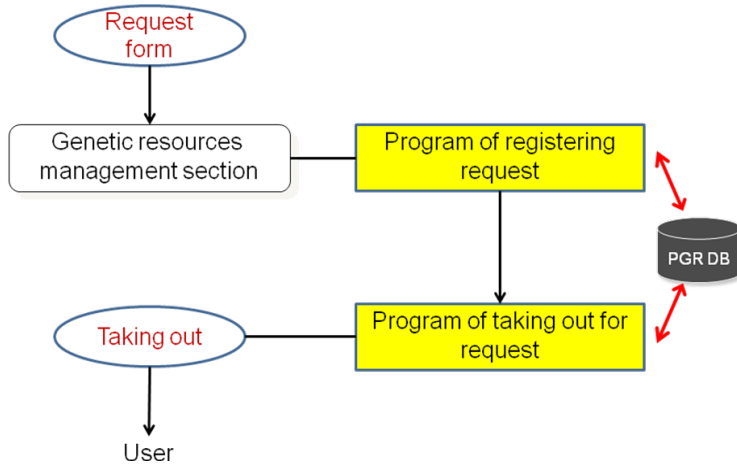 Request
form
Genetic resources
management section
Program of registering
request
PGR DB
Taking out
Program of taking out for
request
User